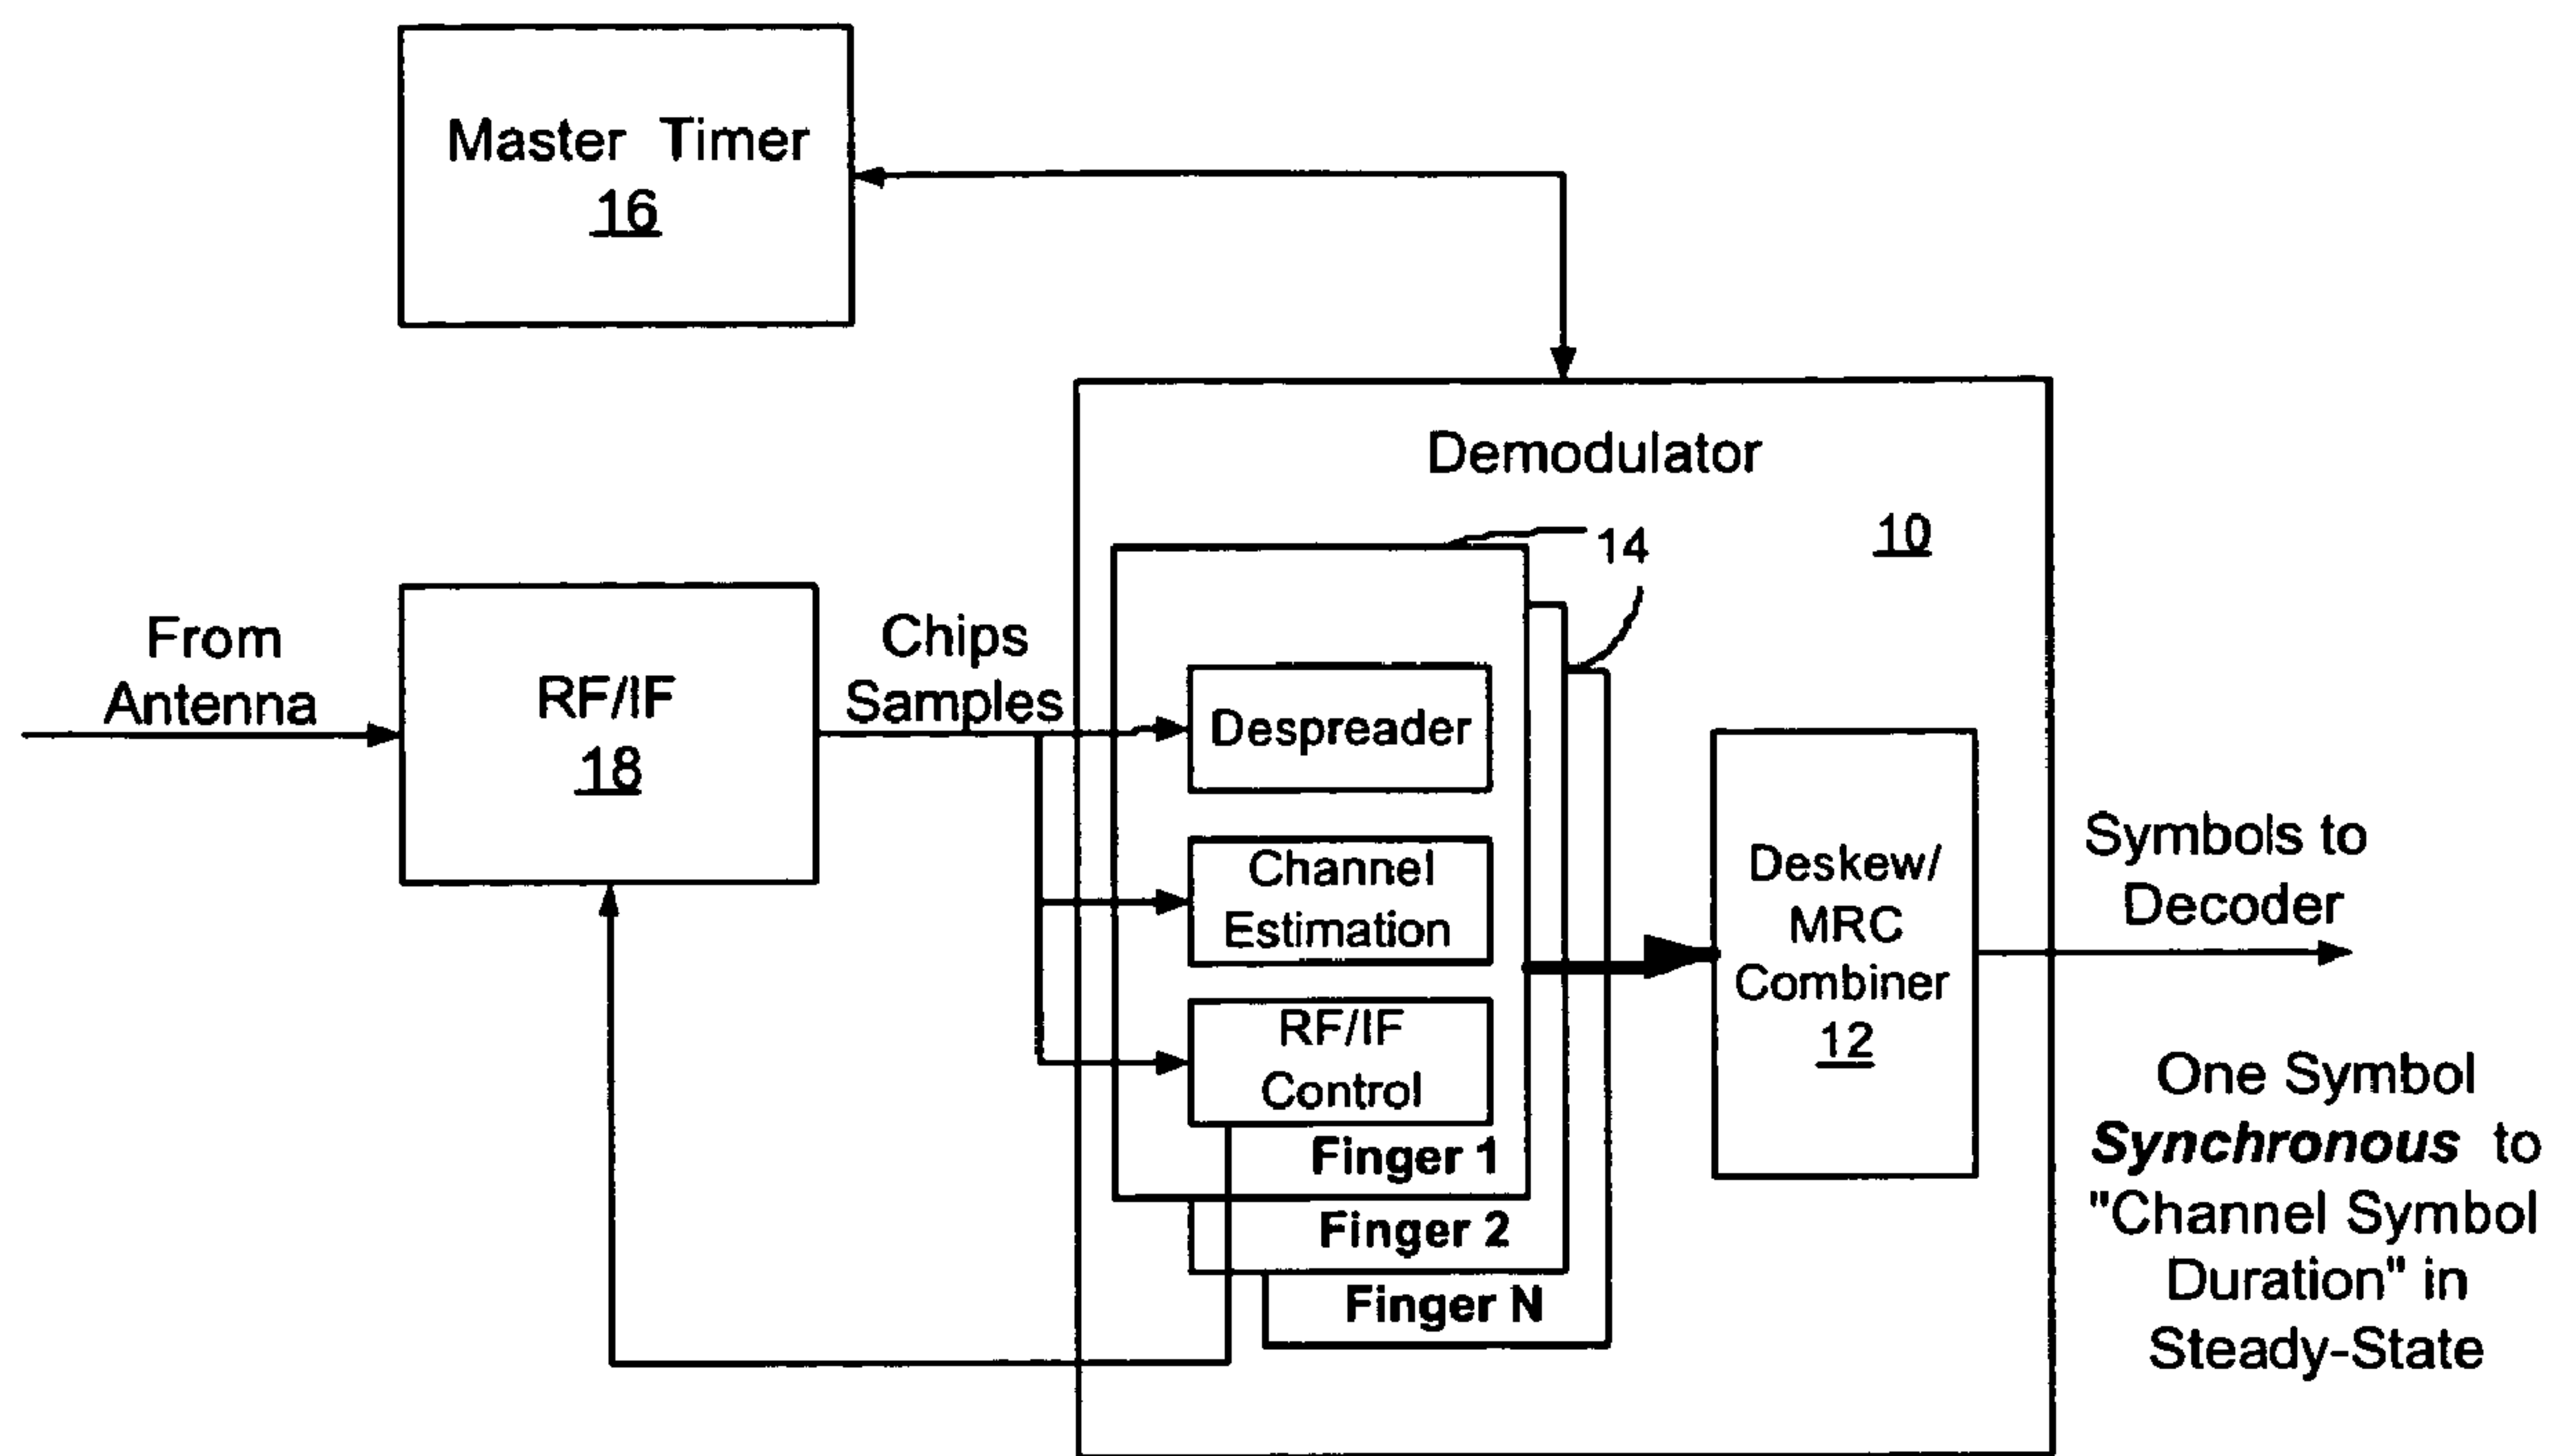 Master Timer
16
Demodulator
10
14
From
Antenna
RF/IF
18
Chips
Samples
Despreader
Channel
Estimation
RF/IF
Control
Finger 1
Finger 2
Finger N
Deskew/
MRC
Combiner
12
Symbols to
Decoder
One Symbol
Synchronous to
"Channel Symbol
Duration" in
Steady-State